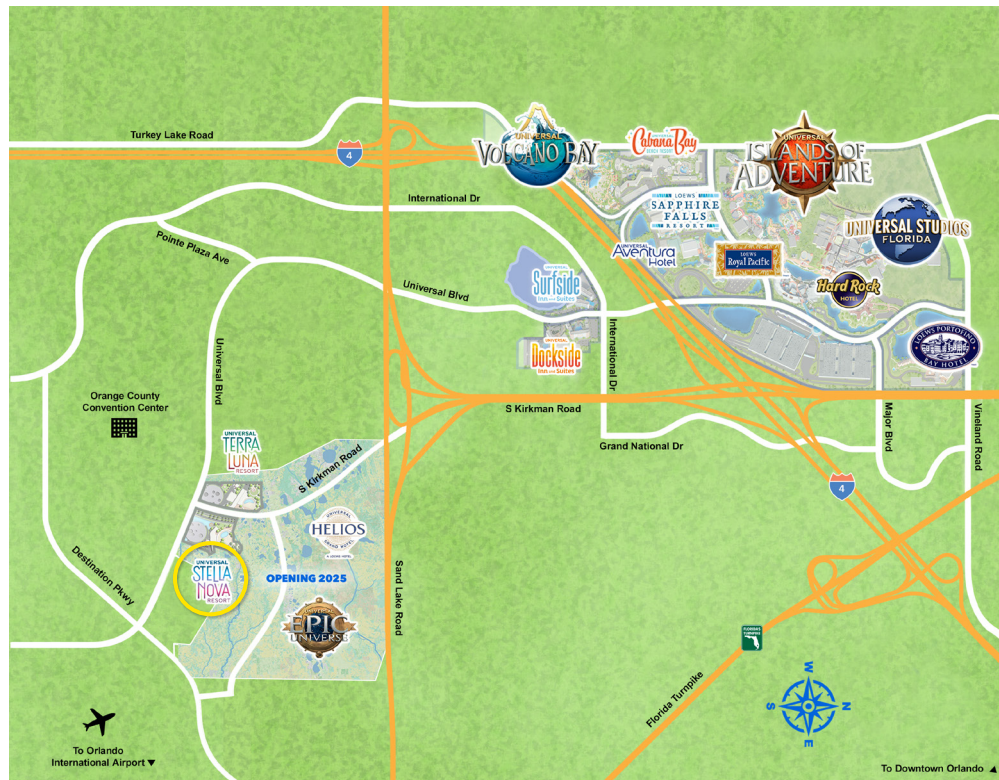 Turkey Lake Road
4
UNIVERSAL
VOLCANO BAY
UNIVERSAL
Cabana Bay
BEACH RESORT
UNIVERSAL
ISLANDS OF
ADVENTURE
International Dr
LOEWS
SAPPHIRE
FALLS
RESORT
UNIVERSAL STUDIOS
FLORIDA
Pointe Plaza Ave
UNIVERSAL
Aventura
Hotel
LOEWS
Royal Pacific
Universal Blvd
UNIVERSAL
Surfside
Inn and Suites
Hard Rock
HOTEL
International Dr
UNIVERSAL
Dockside
Inn and Suites
LOEWS PORTOFINO
BAY HOTEL
Universal Blvd
Orange County
Convention Center
S Kirkman Road
Major Blvd
Vineland Road
Grand National Dr
UNIVERSAL
TERRA
LUNA
RESORT
S Kirkman Road
4
UNIVERSAL
HELIOS
GRAND HOTEL
A LOEWS HOTEL
UNIVERSAL
STELLA
NOVA
RESORT
OPENING 2025
Destination Pkwy
Sand Lake Road
UNIVERSAL
EPIC
UNIVERSE
FLORIDA'S
TURNPIKE
Florida Turnpike
W
S
N
E
To Orlando
International Airport
To Downtown Orlando